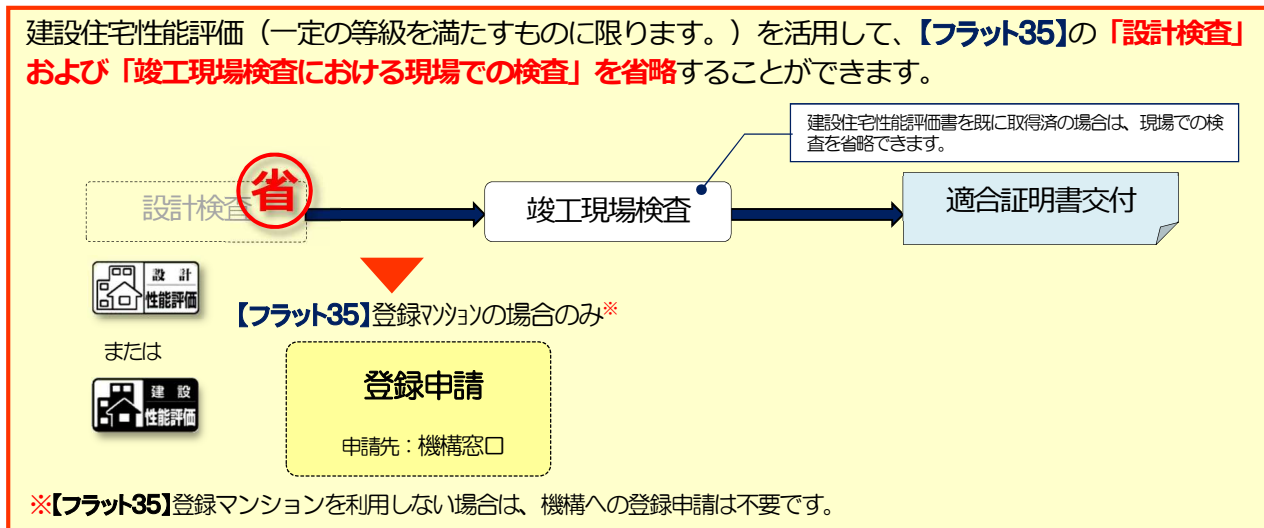 建設住宅性能評価（一定の等級を満たすものに限ります。）を活用して、【フラット35】の「設計検査」
および「竣工現場検査における現場での検査」を省略することができます。
建設住宅性能評価書を既に取得済の場合は、現場での検
査を省略できます。
設計検査
省
竣工現場検査
適合証明書交付
設計
性能評価
【フラット35】登録マンションの場合のみ※
または
建設
性能評価
登録申請
申請先：機構窓口
※【フラット35】登録マンションを利用しない場合は、機構への登録申請は不要です。